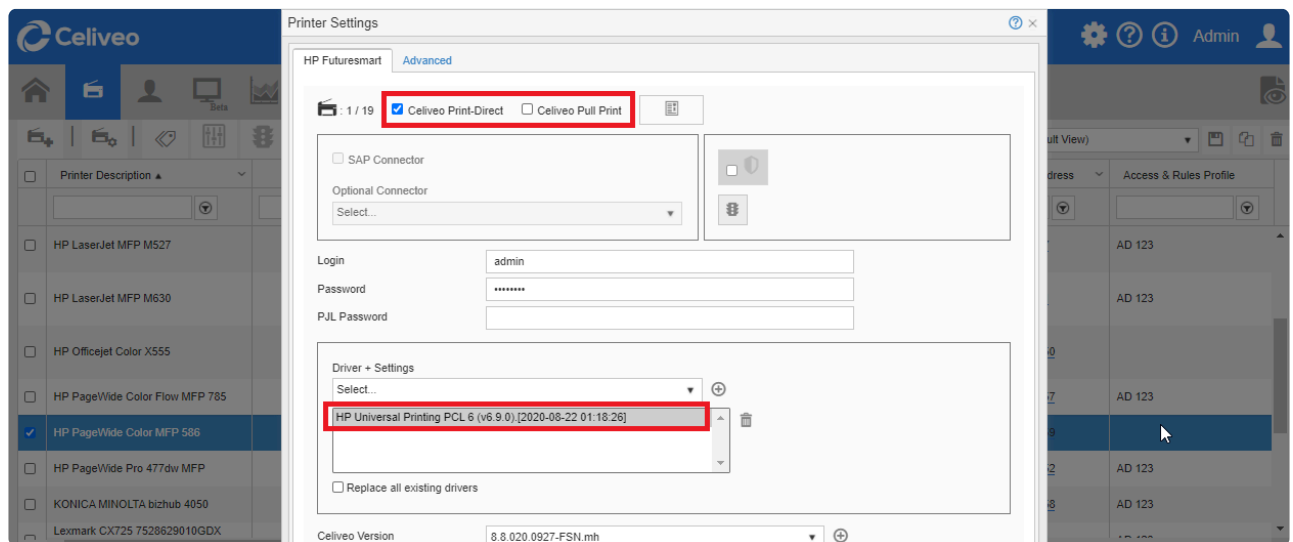 Celiveo
Printer Settings
Admin
HP Futuresmart Advanced
: 1 / 19 Celiveo Print-Direct Celiveo Pull Print
Beta
SAP Connector
Optional Connector
Select...
ult View)
Printer Description
dress Access & Rules Profile
HP LaserJet MFP M527 AD 123
HP LaserJet MFP M630 AD 123
HP Officejet Color X555
HP PageWide Color Flow MFP 785 AD 123
HP PageWide Color MFP 586
HP PageWide Pro 477dw MFP AD 123
KONICA MINOLTA bizhub 4050 AD 123
Lexmark CX725 7528629010GDX
Login admin
Password ••••••••
PJL Password
Driver + Settings
Select...
HP Universal Printing PCL 6 (v6.9.0).[2020-08-22 01:18:26]
Replace all existing drivers
Celiveo Version 8.8.020.0927-FSN.mh